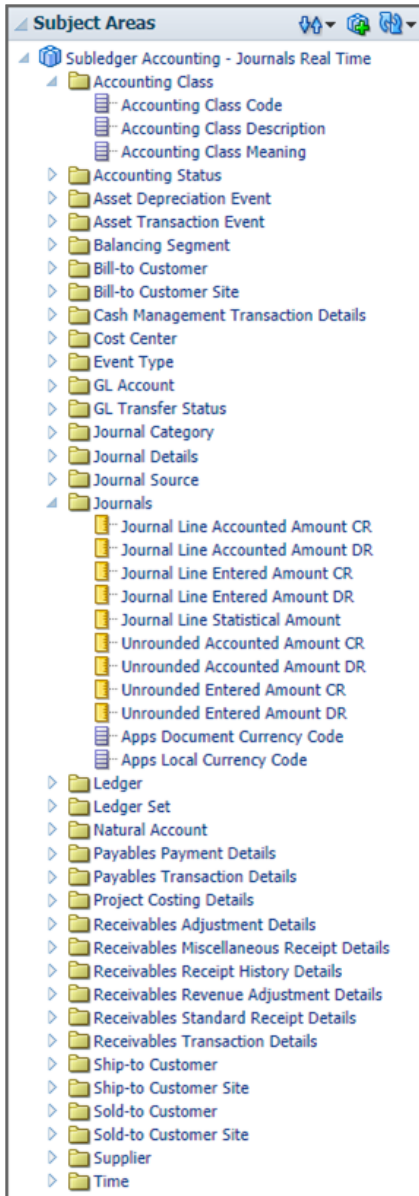 Subject Areas
Subledger Accounting - Journals Real Time
Accounting Class
Accounting Class Code
Accounting Class Description
Accounting Class Meaning
Accounting Status
Asset Depreciation Event
Asset Transaction Event
Balancing Segment
Bill-to Customer
Bill-to Customer Site
Cash Management Transaction Details
Cost Center
Event Type
GL Account
GL Transfer Status
Journal Category
Journal Details
Journal Source
Journals
Journal Line Accounted Amount CR
Journal Line Accounted Amount DR
Journal Line Entered Amount CR
Journal Line Entered Amount DR
Journal Line Statistical Amount
Unrounded Accounted Amount CR
Unrounded Accounted Amount DR
Unrounded Entered Amount CR
Unrounded Entered Amount DR
Apps Document Currency Code
Apps Local Currency Code
Ledger
Ledger Set
Natural Account
Payables Payment Details
Payables Transaction Details
Project Costing Details
Receivables Adjustment Details
Receivables Miscellaneous Receipt Details
Receivables Receipt History Details
Receivables Revenue Adjustment Details
Receivables Standard Receipt Details
Receivables Transaction Details
Ship-to Customer
Ship-to Customer Site
Sold-to Customer
Sold-to Customer Site
Supplier
Time